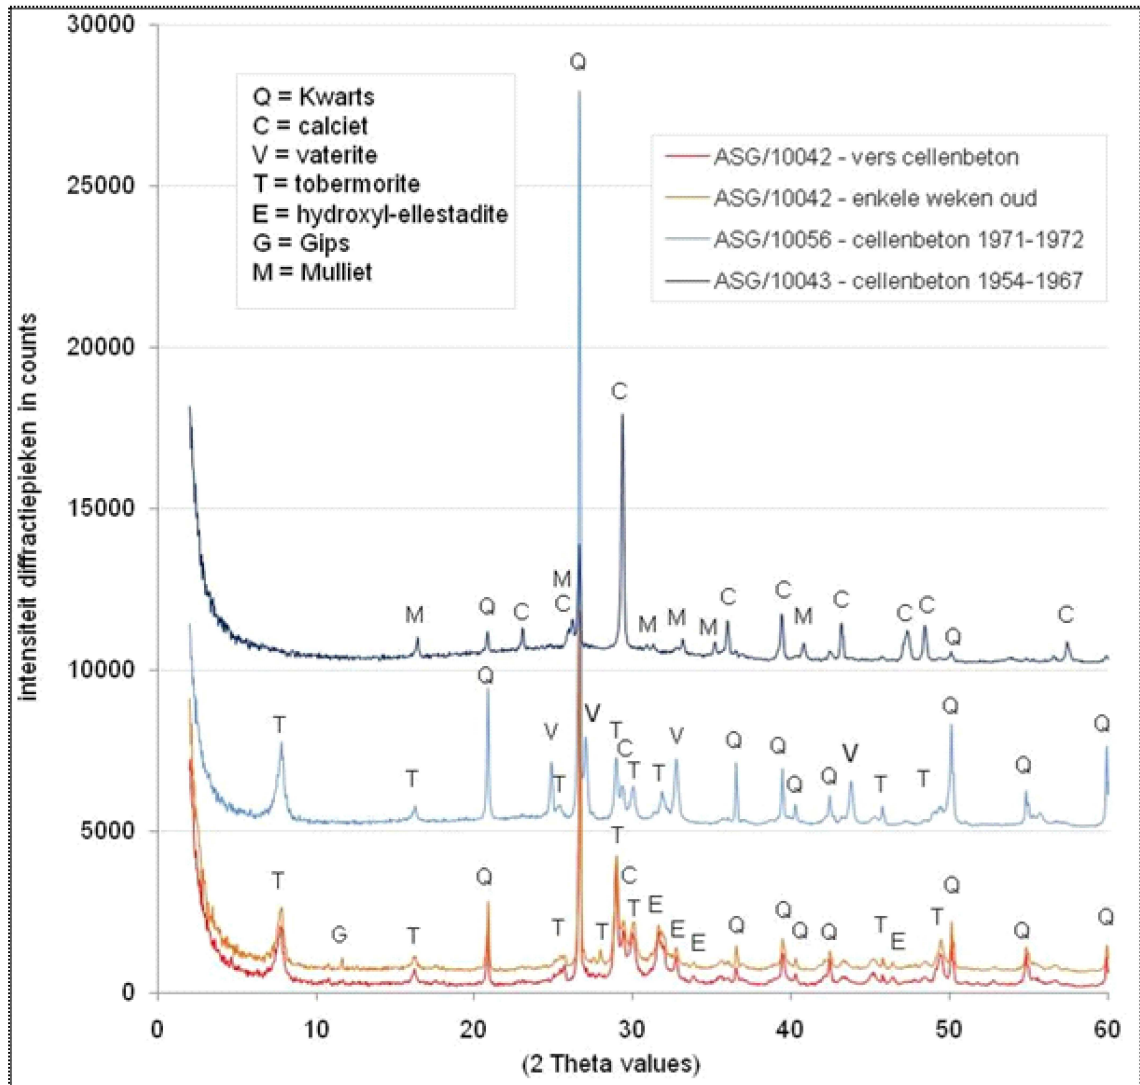 30000
25000
20000
15000
10000
5000
0
intensiteit diffractiepieken in counts
Q = Kwarts
C = calciet
V = vaterite
T = tobermorite
E = hydroxyl-ellestadite
G = Gips
M = Mulliet
ASG/10042 - vers cellenbeton
ASG/10042 - enkele weken oud
ASG/10056 - cellenbeton 1971-1972
ASG/10043 - cellenbeton 1954-1967
Q
C
M Q C M C M M M C C M C C C Q C
T T Q V T V T C T T V Q Q Q Q V T T Q Q Q
T G T Q T T T C T E E E Q Q Q Q T E T Q Q Q
0 10 20 30 40 50 60
(2 Theta values)